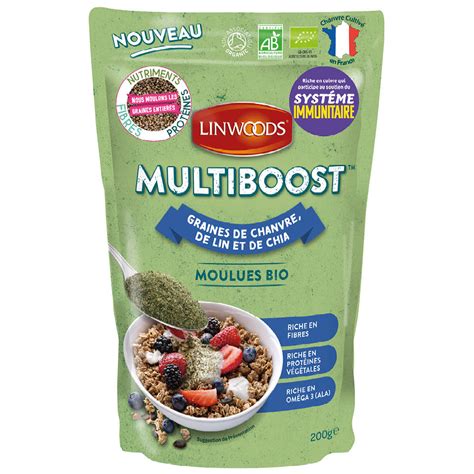 NOUVEAU
NUTRIMENTS
FIBRES
PROTÉINES
NOUS MOULONS LES
GRAINES ENTIÈRES
ORGANIC
AB
Chanvre Cultivé
en France
Riche en cuivre qui
participe au soutien du
SYSTÈME
IMMUNITAIRE
LINWOODS®
MULTIBOOST™
GRAINES DE CHANVRE,
DE LIN ET DE CHIA
MOULUES BIO
RICHE EN
FIBRES
RICHE EN
PROTÉINES
VÉGÉTALES
RICHE EN
OMÉGA 3 (ALA)
Suggestion de Présentation
200g℮